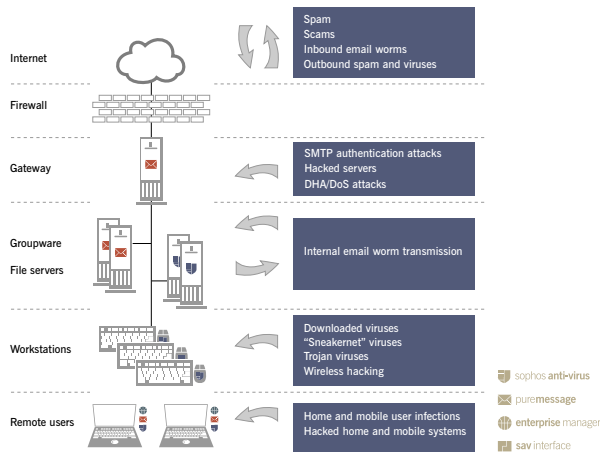 Internet
Spam
Scams
Inbound email worms
Outbound spam and viruses
Firewall
Gateway
SMTP authentication attacks
Hacked servers
DHA/DoS attacks
Groupware
File servers
Internal email worm transmission
Workstations
Downloaded viruses
“Sneakernet” viruses
Trojan viruses
Wireless hacking
Remote users
Home and mobile user infections
Hacked home and mobile systems
sophos anti•virus
puremessage
enterprise manager
sav interface